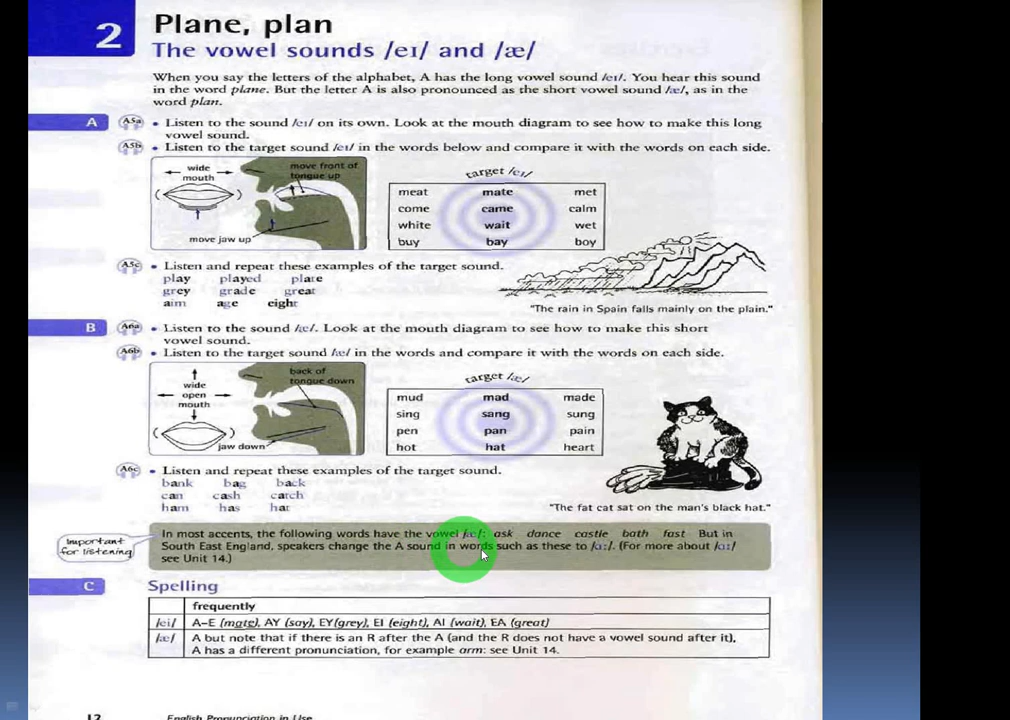 2
Plane, plan
The vowel sounds /eɪ/ and /æ/
When you say the letters of the alphabet, A has the long vowel sound /eɪ/. You hear this sound
in the word plane. But the letter A is also pronounced as the short vowel sound /æ/, as in the
word plan.
A
A5a • Listen to the sound /eɪ/ on its own. Look at the mouth diagram to see how to make this long
vowel sound.
A5b • Listen to the target sound /eɪ/ in the words below and compare it with the words on each side.
wide
mouth
move front of
tongue up
move jaw up
target /eɪ/
meat mate met
come came calm
white wait wet
buy bay boy
A5c • Listen and repeat these examples of the target sound.
play played plate
grey grade great
aim age eight
"The rain in Spain falls mainly on the plain."
B
A6a • Listen to the sound /æ/. Look at the mouth diagram to see how to make this short
vowel sound.
A6b • Listen to the target sound /æ/ in the words and compare it with the words on each side.
wide
open
mouth
back of
tongue down
jaw down
target /æ/
mud mad made
sing sang sung
pen pan pain
hot hat heart
A6c • Listen and repeat these examples of the target sound.
bank bag back
can cash catch
ham has hat
"The fat cat sat on the man's black hat."
Important
for listening
In most accents, the following words have the vowel /æ/: ask dance castle bath fast But in
South East England, speakers change the A sound in words such as these to /ɑː/. (For more about /ɑː/
see Unit 14.)
C
Spelling
frequently
/ei/ A–E (mate), AY (say), EY(grey), EI (eight), AI (wait), EA (great)
/æ/ A but note that if there is an R after the A (and the R does not have a vowel sound after it),
A has a different pronunciation, for example arm: see Unit 14.
12 English Pronunciation in Use